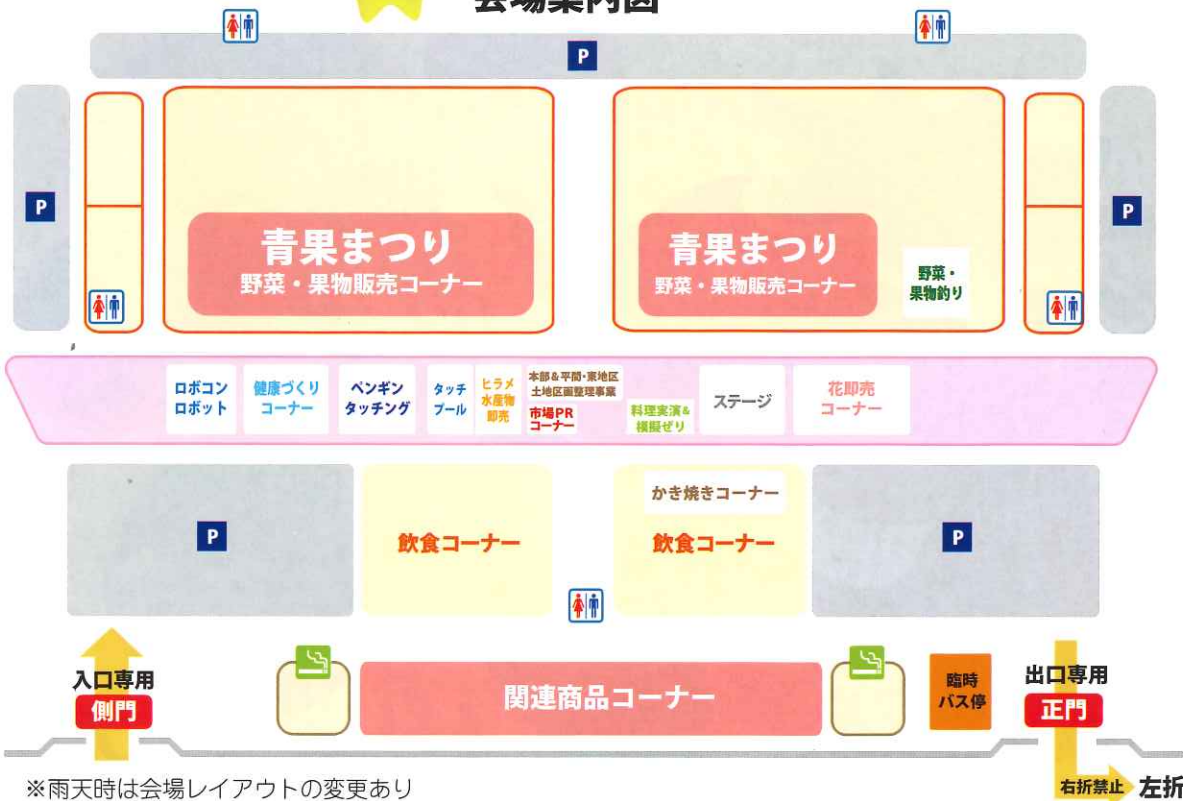 会場案内図
P
P
P
青果まつり
野菜・果物販売コーナー
青果まつり
野菜・果物販売コーナー
野菜・
果物釣り
ロボコン
ロボット
健康づくり
コーナー
ペンギン
タッチング
タッチ
プール
ヒラメ
水産物
即売
本部&平間・東地区
土地区画整理事業
市場PR
コーナー
料理実演&
模擬ぜり
ステージ
花即売
コーナー
P
飲食コーナー
かき焼きコーナー
飲食コーナー
P
入口専用
側門
関連商品コーナー
臨時
バス停
出口専用
正門
※雨天時は会場レイアウトの変更あり
右折禁止
左折